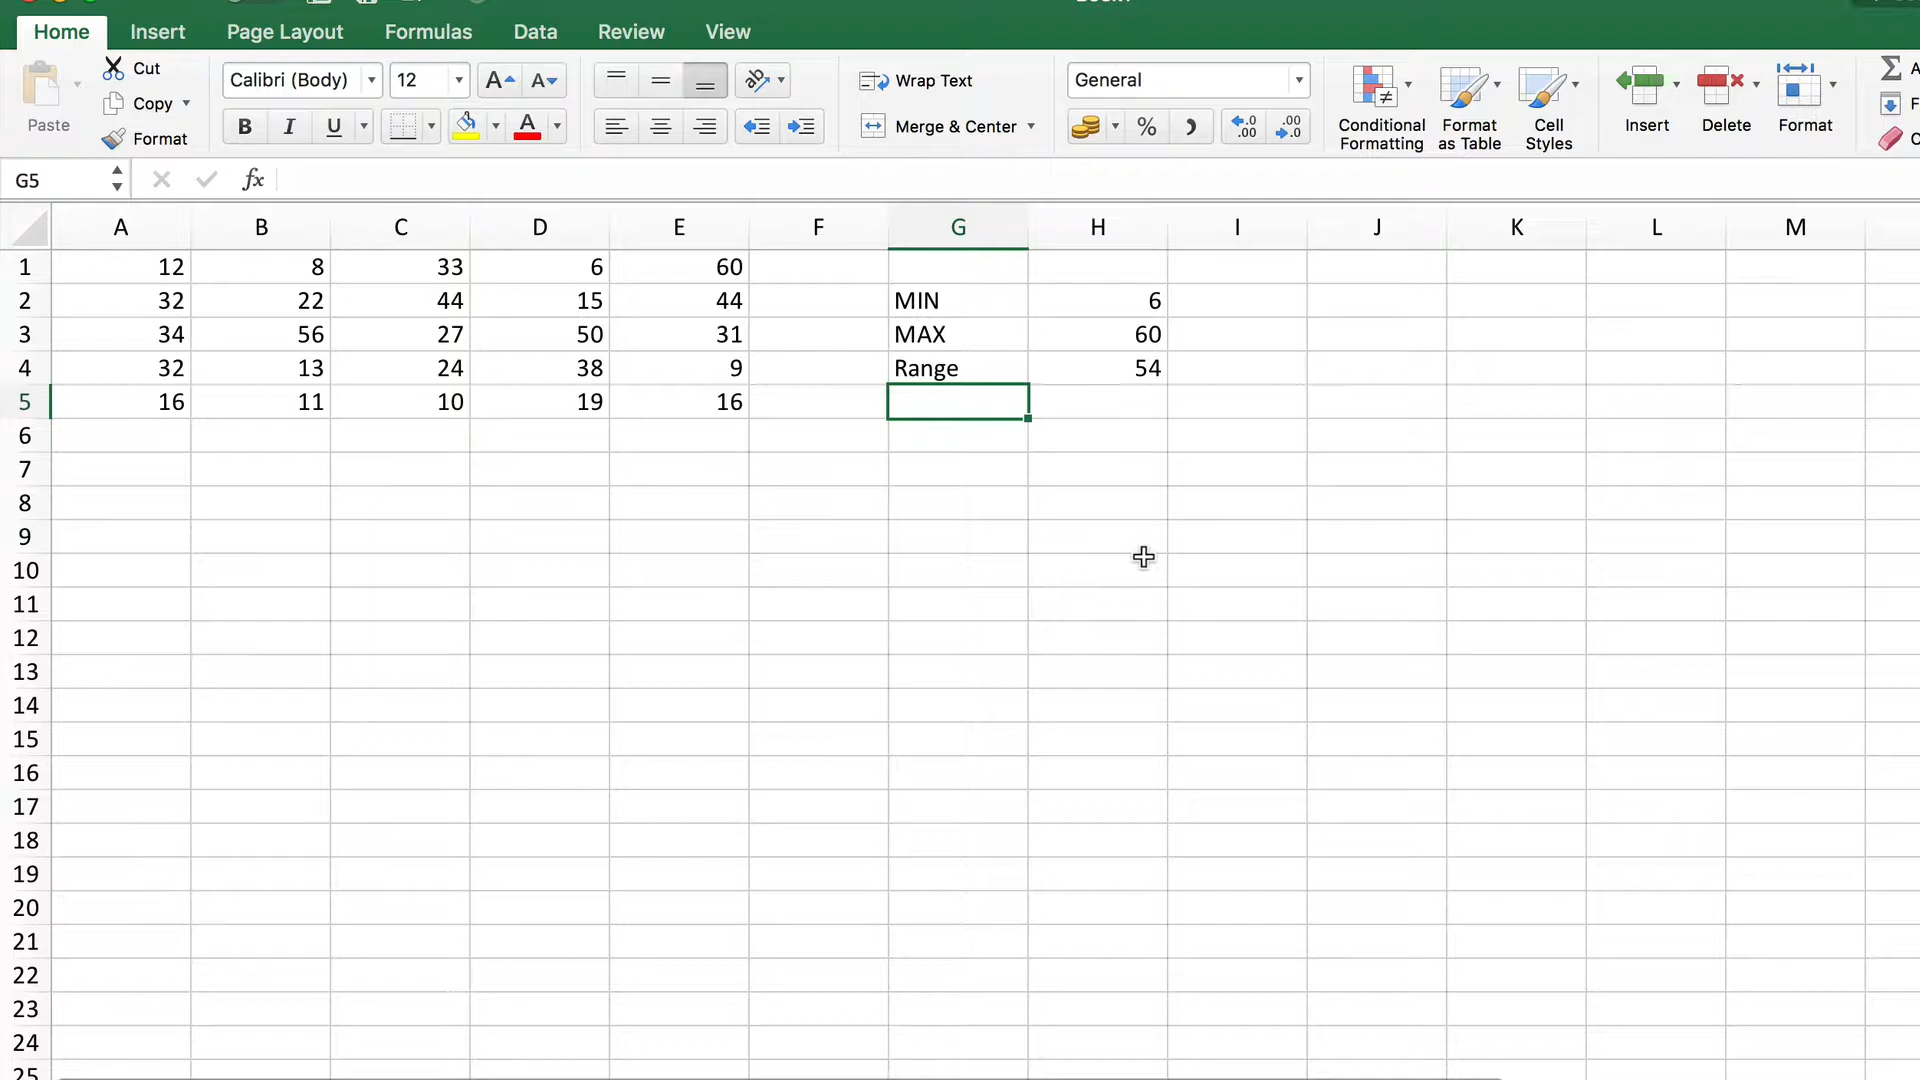 Home Insert Page Layout Formulas Data Review View
Cut
Copy
Format
Paste
Calibri (Body) 12
Wrap Text
Merge & Center
General
Conditional Formatting
Format as Table
Cell Styles
Insert
Delete
Format
G5
fx
A B C D E F G H I J K L M
1 12 8 33 6 60
2 32 22 44 15 44 MIN 6
3 34 56 27 50 31 MAX 60
4 32 13 24 38 9 Range 54
5 16 11 10 19 16
6
7
8
9
10
11
12
13
14
15
16
17
18
19
20
21
22
23
24
25